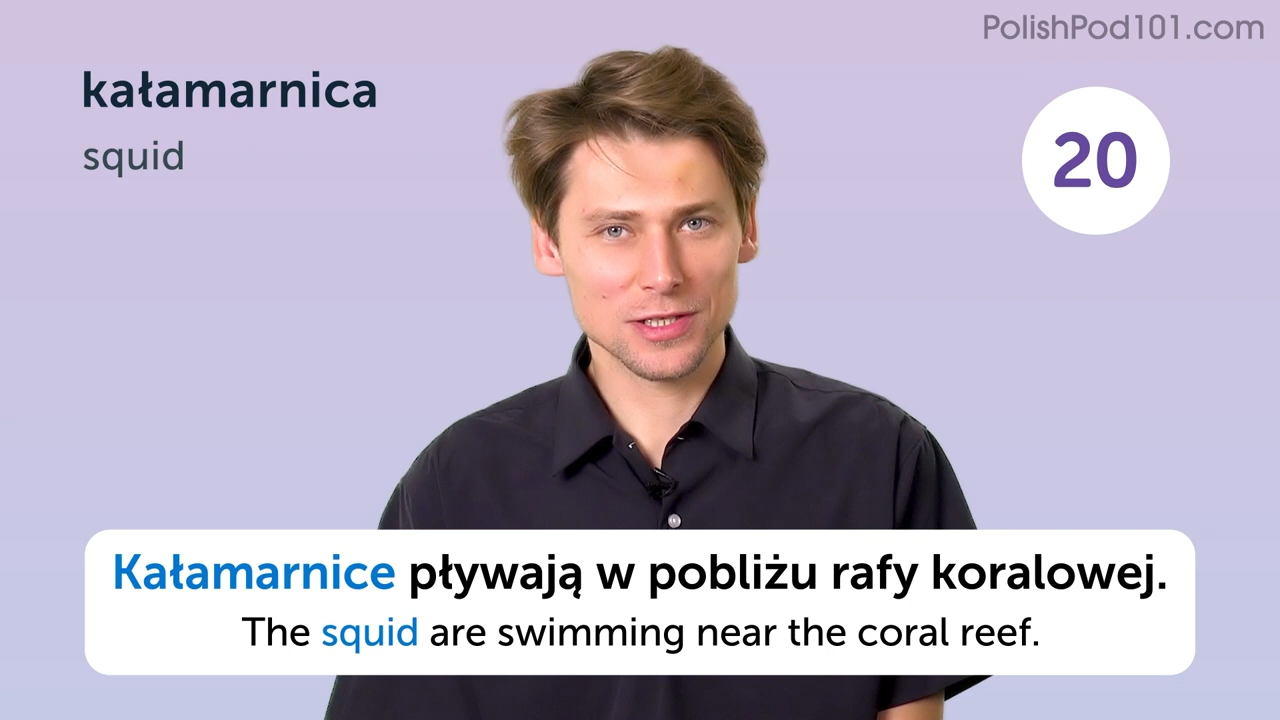 PolishPod101.com
kałamarnica
squid
20
Kałamarnice pływają w pobliżu rafy koralowej.
The squid are swimming near the coral reef.